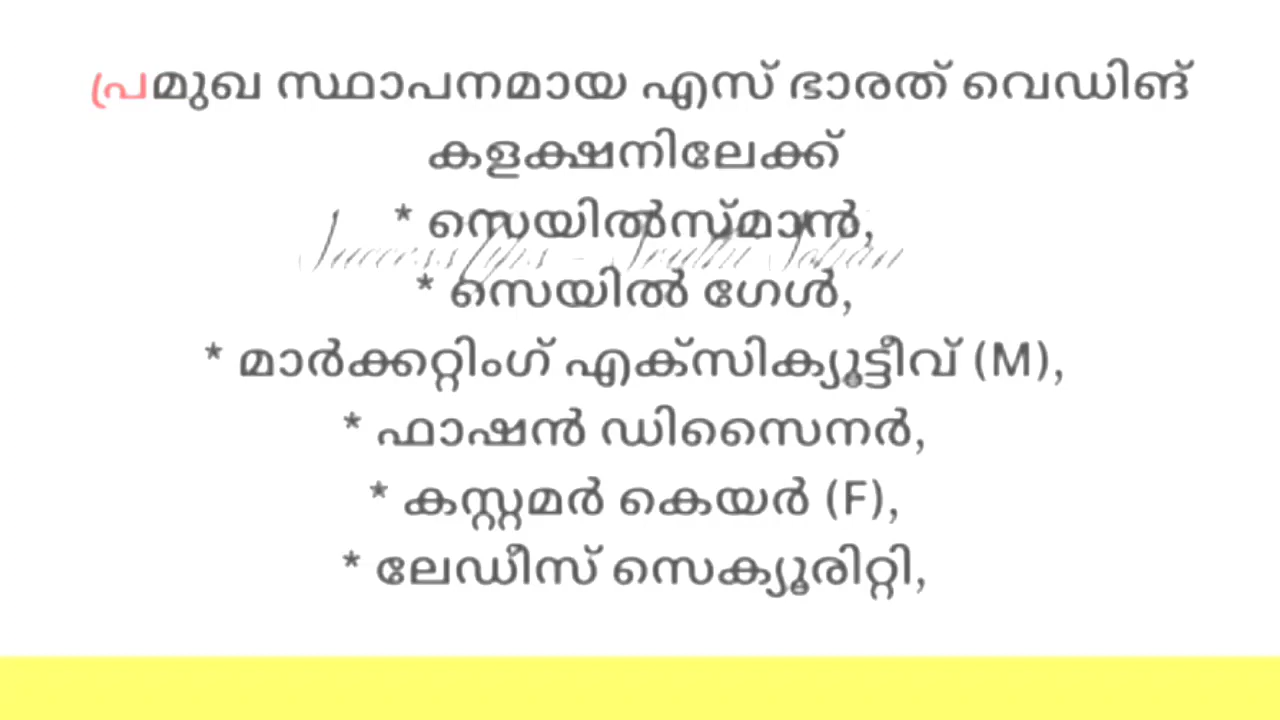 പ്രമുഖ സ്ഥാപനമായ എസ് ഭാരത് വെഡിങ്
കളക്ഷനിലേക്ക്
* സെയിൽസ്മാൻ,
* സെയിൽ ഗേൾ,
* മാർക്കറ്റിംഗ് എക്സിക്യൂട്ടീവ് (M),
* ഫാഷൻ ഡിസൈനർ,
* കസ്റ്റമർ കെയർ (F),
* ലേഡീസ് സെക്യൂരിറ്റി,